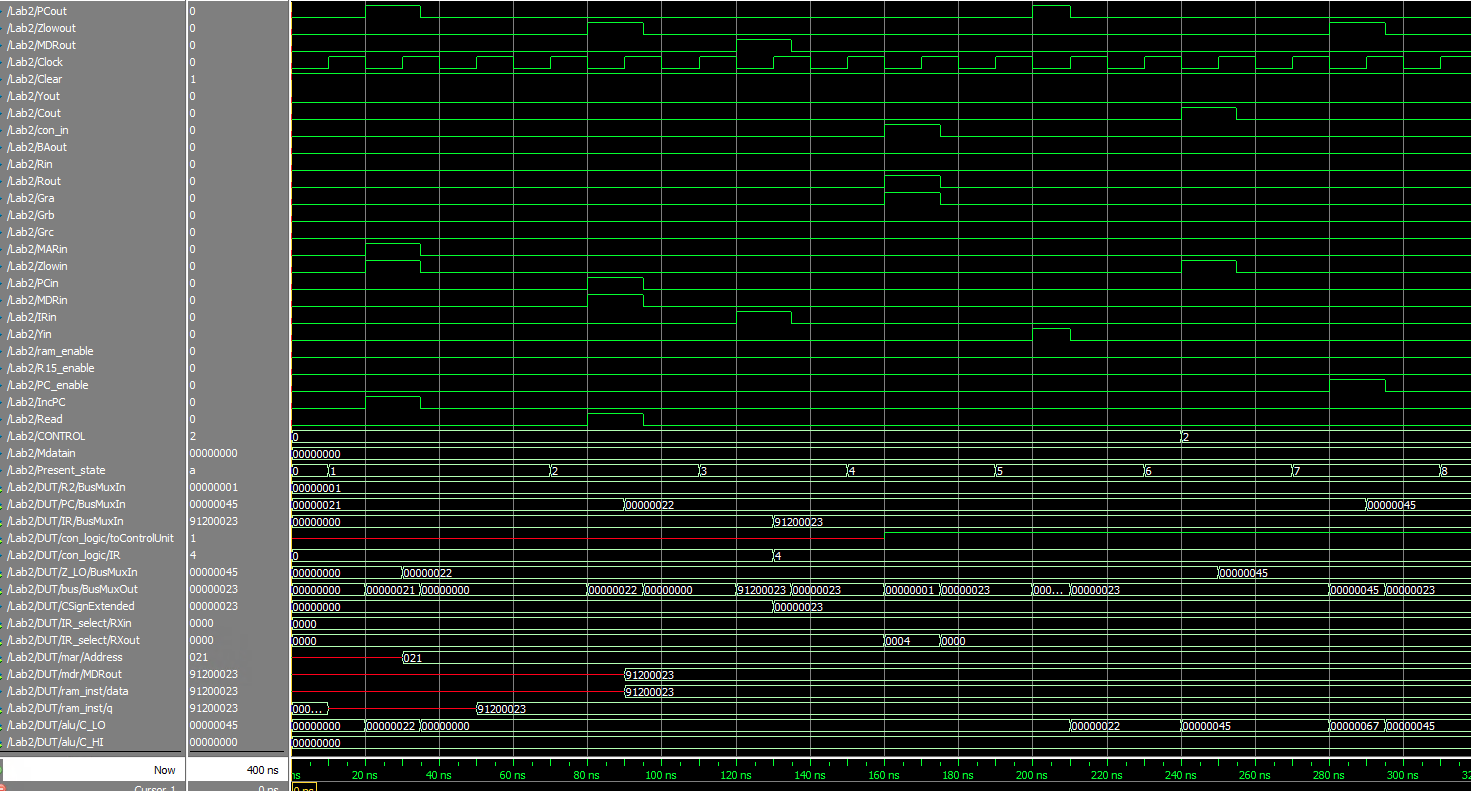 /Lab2/PCout 0
/Lab2/Zlowout 0
/Lab2/MDRout 0
/Lab2/Clock 0
/Lab2/Clear 1
/Lab2/Yout 0
/Lab2/Cout 0
/Lab2/con_in 0
/Lab2/BAout 0
/Lab2/Rin 0
/Lab2/Rout 0
/Lab2/Gra 0
/Lab2/Grb 0
/Lab2/Grc 0
/Lab2/MARin 0
/Lab2/Zlowin 0
/Lab2/PCin 0
/Lab2/MDRin 0
/Lab2/IRin 0
/Lab2/Yin 0
/Lab2/ram_enable 0
/Lab2/R15_enable 0
/Lab2/PC_enable 0
/Lab2/IncPC 0
/Lab2/Read 0
/Lab2/CONTROL 2 0 2
/Lab2/Mdatain 00000000 00000000
/Lab2/Present_state a 0 1 2 3 4 5 6 7 8
/Lab2/DUT/R2/BusMuxIn 00000001 00000001
/Lab2/DUT/PC/BusMuxIn 00000045 00000021 00000022 00000045
/Lab2/DUT/IR/BusMuxIn 91200023 00000000 91200023
/Lab2/DUT/con_logic/toControlUnit 1
/Lab2/DUT/con_logic/IR 4 0 4
/Lab2/DUT/Z_LO/BusMuxIn 00000045 00000000 00000022 00000045
/Lab2/DUT/bus/BusMuxOut 00000023 00000000 00000021 00000000 00000022 00000000 91200023 00000023 00000001 00000023 000... 00000023 00000045 00000023
/Lab2/DUT/CSignExtended 00000023 00000000 00000023
/Lab2/DUT/IR_select/RXin 0000 0000
/Lab2/DUT/IR_select/RXout 0000 0000 0004 0000
/Lab2/DUT/mar/Address 021 021
/Lab2/DUT/mdr/MDRout 91200023 91200023
/Lab2/DUT/ram_inst/data 91200023 91200023
/Lab2/DUT/ram_inst/q 91200023 000... 91200023
/Lab2/DUT/alu/C_LO 00000045 00000000 00000022 00000000 00000022 00000045 00000067 00000045
/Lab2/DUT/alu/C_HI 00000000 00000000
Now 400 ns ns 20 ns 40 ns 60 ns 80 ns 100 ns 120 ns 140 ns 160 ns 180 ns 200 ns 220 ns 240 ns 260 ns 280 ns 300 ns 32
Cursor 1 0 ns 0 ns